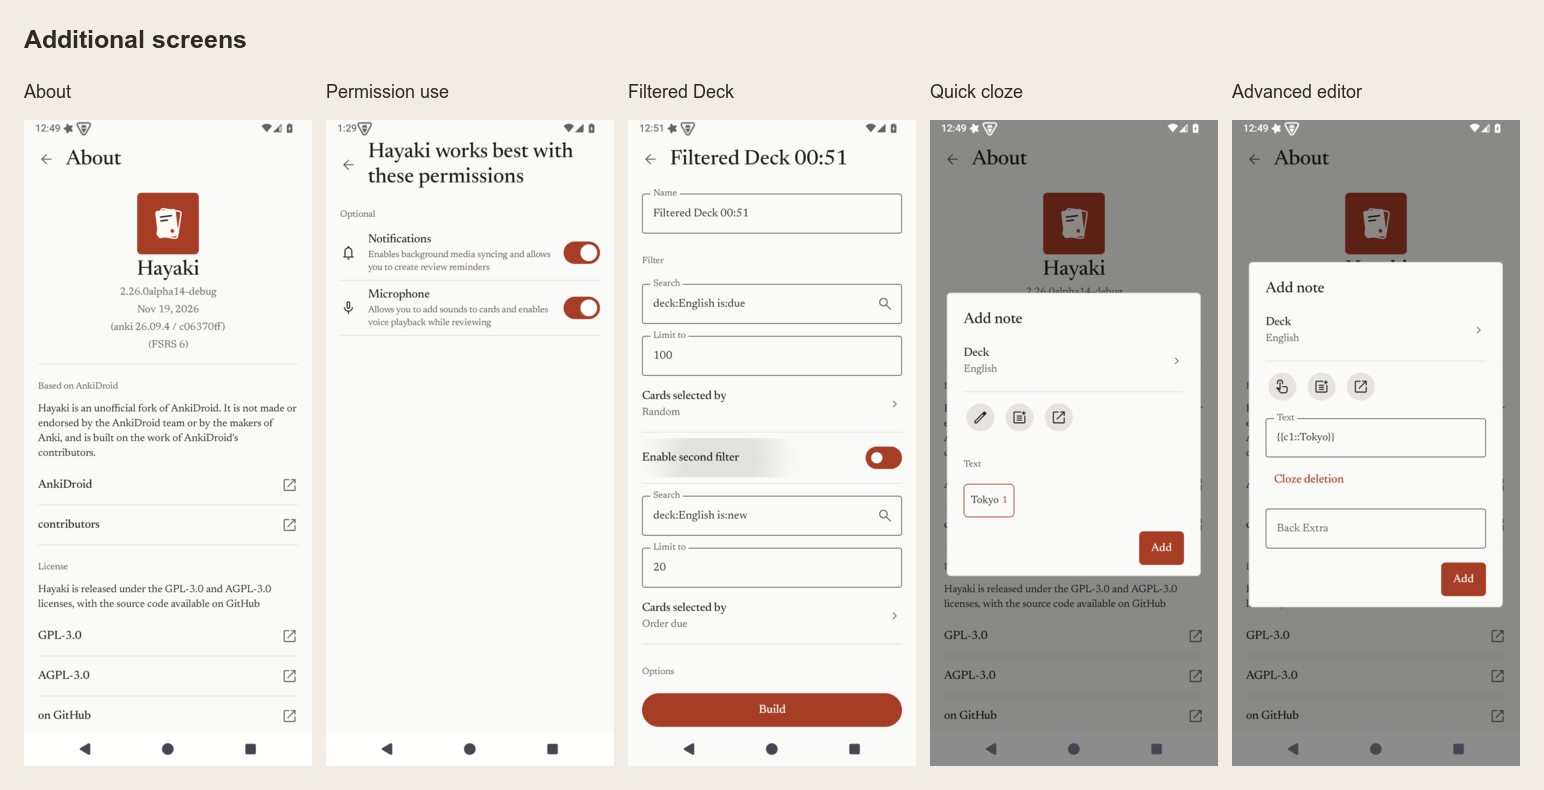 Additional screens
About
Permission use
Filtered Deck
Quick cloze
Advanced editor
12:49
About
Hayaki
2.26.0alpha14-debug
Nov 19, 2026
(anki 26.09.4 / c06370ff)
(FSRS 6)
Based on AnkiDroid
Hayaki is an unofficial fork of AnkiDroid. It is not made or
endorsed by the AnkiDroid team or by the makers of
Anki, and is built on the work of AnkiDroid's
contributors.
AnkiDroid
contributors
License
Hayaki is released under the GPL-3.0 and AGPL-3.0
licenses, with the source code available on GitHub
GPL-3.0
AGPL-3.0
on GitHub
1:29
Hayaki works best with
these permissions
Optional
Notifications
Enables background media syncing and allows
you to create review reminders
Microphone
Allows you to add sounds to cards and enables
voice playback while reviewing
12:51
Filtered Deck 00:51
Name
Filtered Deck 00:51
Filter
Search
deck:English is:due
Limit to
100
Cards selected by
Random
Enable second filter
Search
deck:English is:new
Limit to
20
Cards selected by
Order due
Options
Build
12:49
About
Hayaki
2.26.0alpha14-debug
Add note
Deck
English
Text
Tokyo 1
Add
Hayaki is released under the GPL-3.0 and AGPL-3.0
licenses, with the source code available on GitHub
GPL-3.0
AGPL-3.0
on GitHub
12:49
About
Add note
Deck
English
Text
{{c1::Tokyo}}
Cloze deletion
Back Extra
Add
GPL-3.0
AGPL-3.0
on GitHub